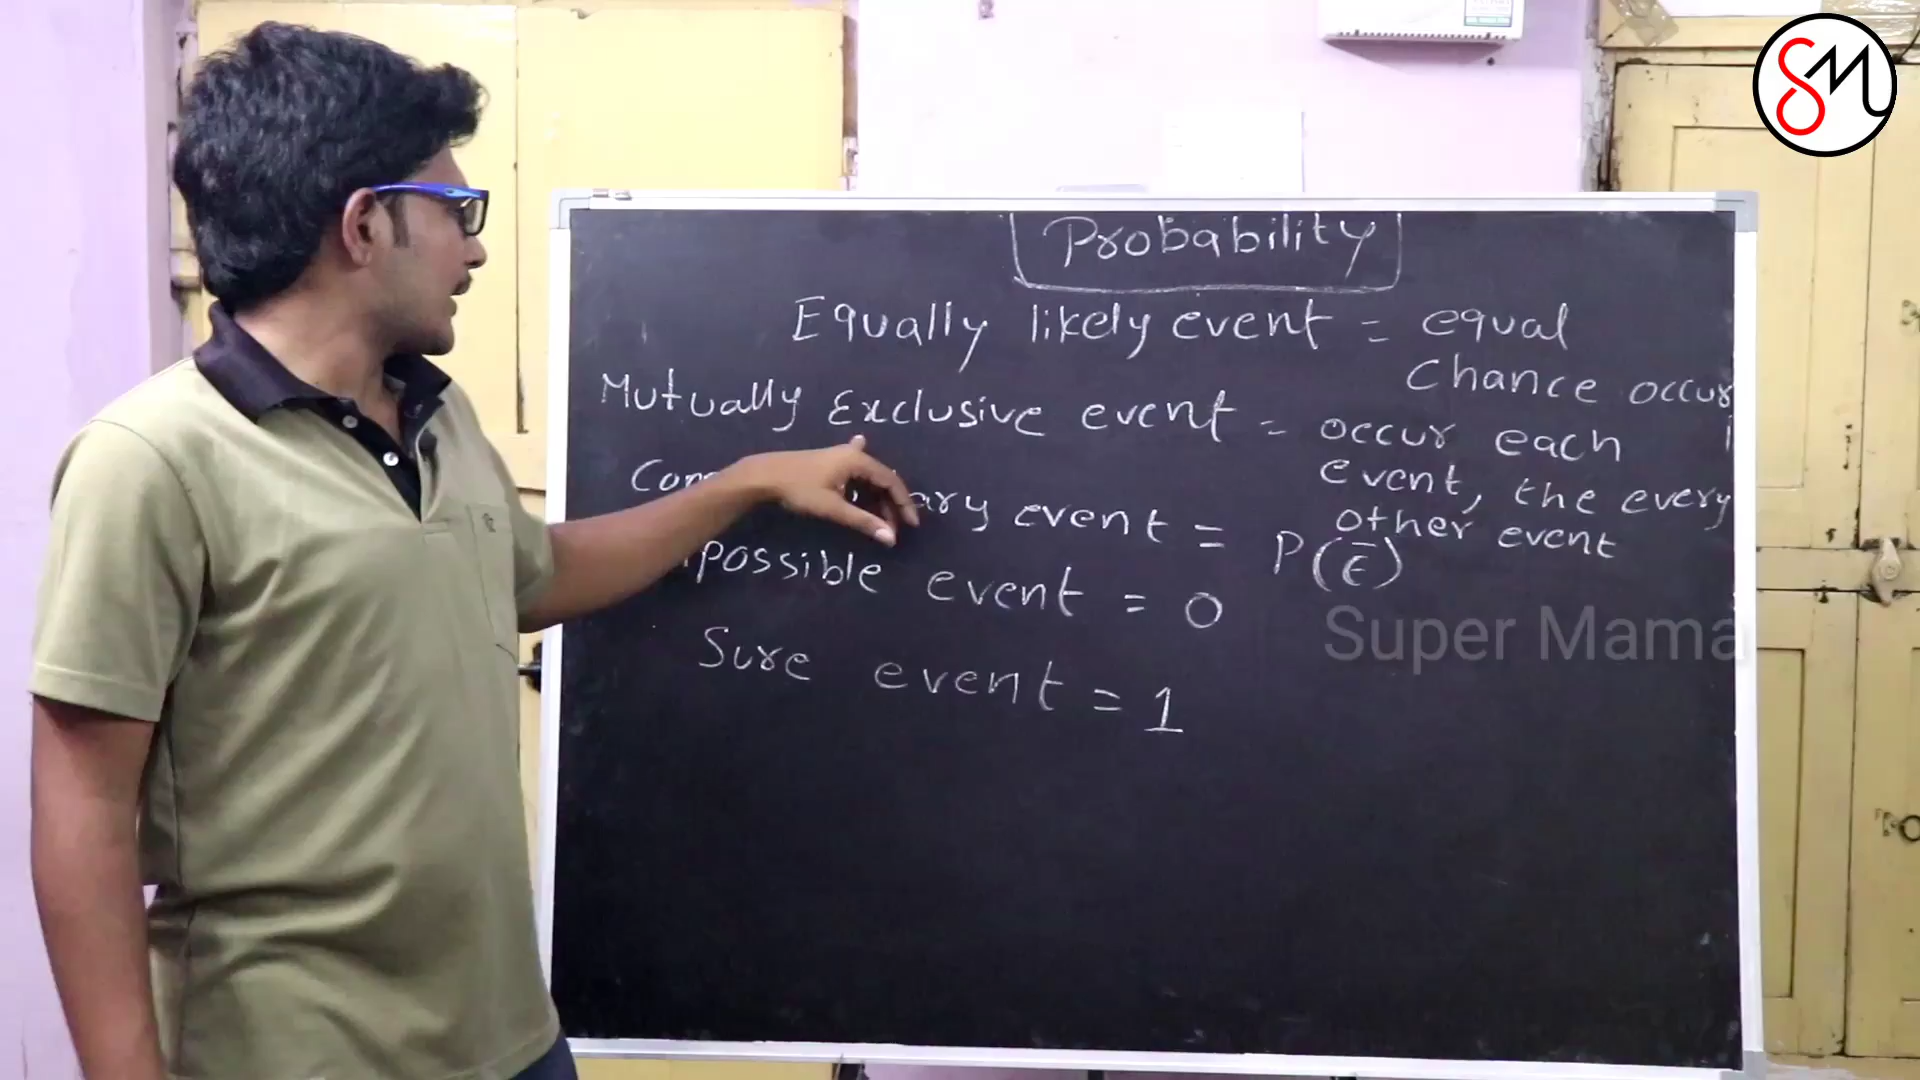 SM
Probability
Equally likely event = equal
Chance occur
Mutually Exclusive event = occur each
event, the every
other event
ary event = P(Ē)
possible event = 0
Sure event = 1
Super Mama